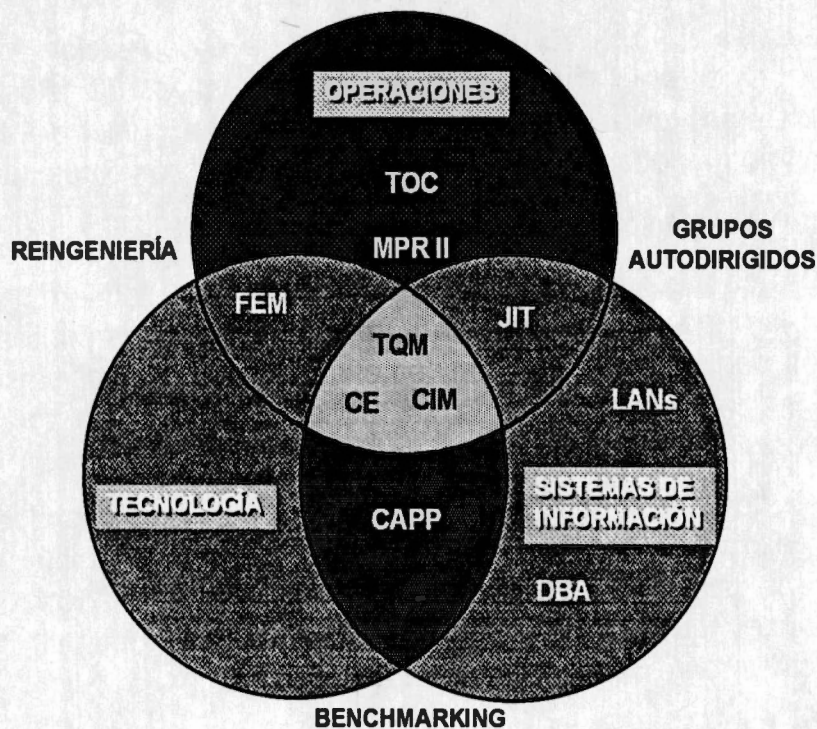 OPERACIONES
TOC
MPR II
REINGENIERÍA
GRUPOS
AUTODIRIGIDOS
FEM
JIT
TQM
CE CIM
LANs
TECNOLOGÍA
SISTEMAS DE
INFORMACIÓN
CAPP
DBA
BENCHMARKING